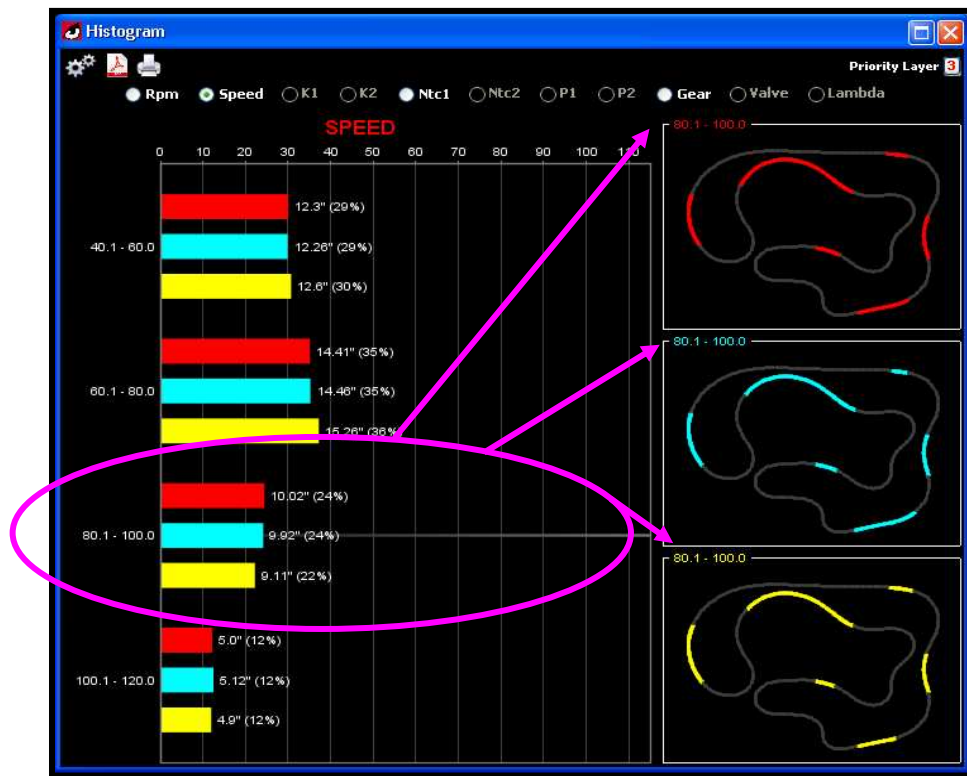 Histogram
Priority Layer 3
Rpm Speed K1 K2 Ntc1 Ntc2 P1 P2 Gear Valve Lambda
SPEED
0 10 20 30 40 50 60 70 80 90 100 110
40.1 - 60.0
12.3" (29%)
12.26" (29%)
12.6" (30%)
60.1 - 80.0
14.41" (35%)
14.46" (35%)
15.26" (36%)
80.1 - 100.0
10.02" (24%)
9.92" (24%)
9.11" (22%)
100.1 - 120.0
5.0" (12%)
5.12" (12%)
4.9" (12%)
80.1 - 100.0
80.1 - 100.0
80.1 - 100.0